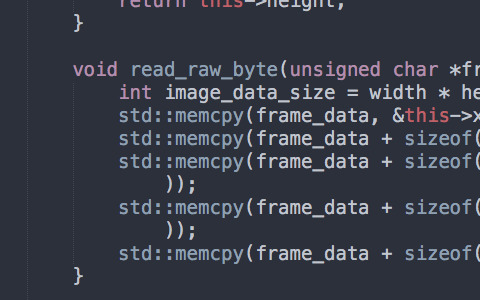 return this->height;
}
void read_raw_byte(unsigned char *fr
int image_data_size = width * he
std::memcpy(frame_data, &this->x
std::memcpy(frame_data + sizeof(
std::memcpy(frame_data + sizeof(
));
std::memcpy(frame_data + sizeof(
));
std::memcpy(frame_data + sizeof(
}